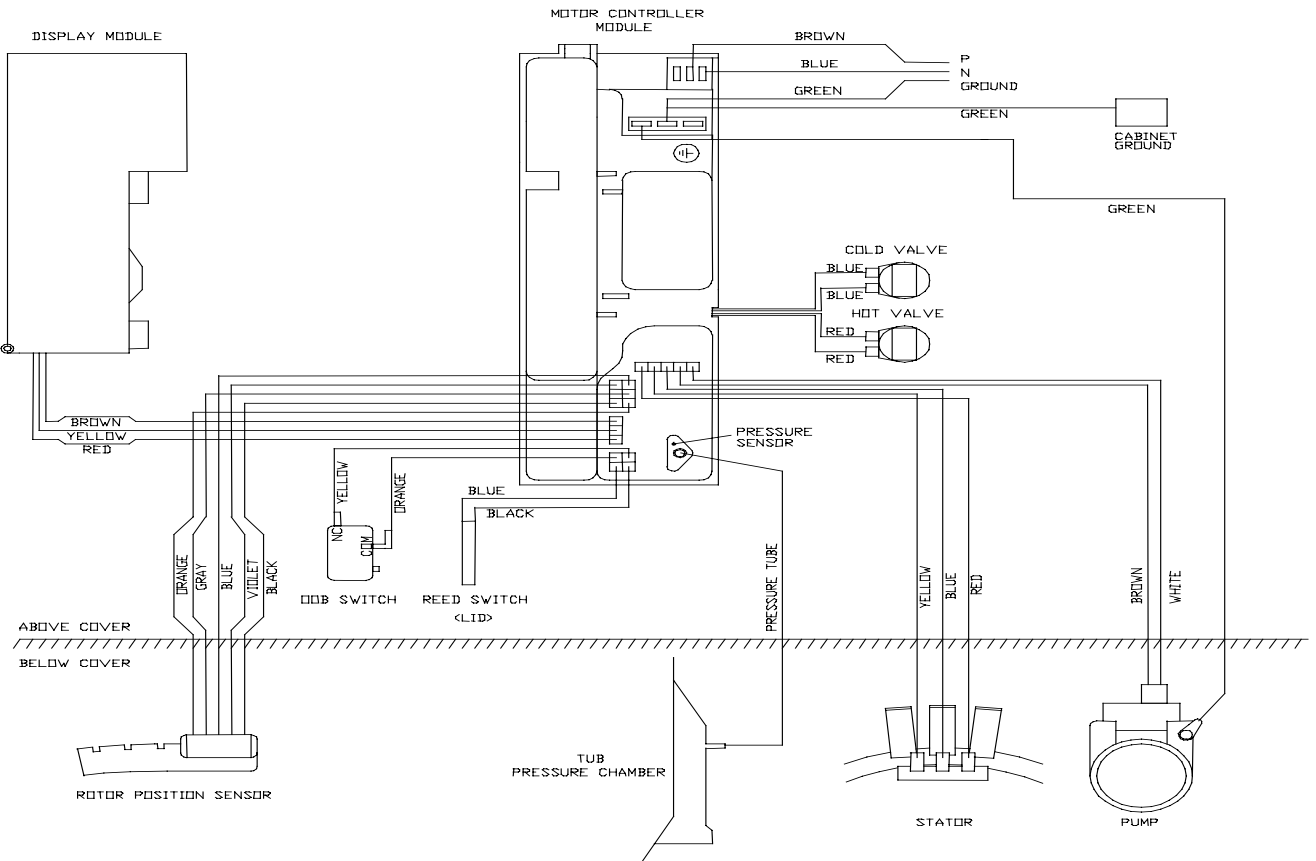 MOTOR CONTROLLER
MODULE
DISPLAY MODULE
BROWN
P
BLUE
N
GREEN
GROUND
GREEN
CABINET
GROUND
GREEN
COLD VALVE
BLUE
BLUE
HOT VALVE
RED
RED
BROWN
YELLOW
RED
PRESSURE
SENSOR
YELLOW
ORANGE
BLUE
BLACK
NC
COM
ORANGE
GRAY
BLUE
VIOLET
BLACK
OOB SWITCH
REED SWITCH
<LID>
PRESSURE TUBE
YELLOW
BLUE
RED
BROWN
WHITE
ABOVE COVER
BELOW COVER
TUB
PRESSURE CHAMBER
ROTOR POSITION SENSOR
STATOR
PUMP